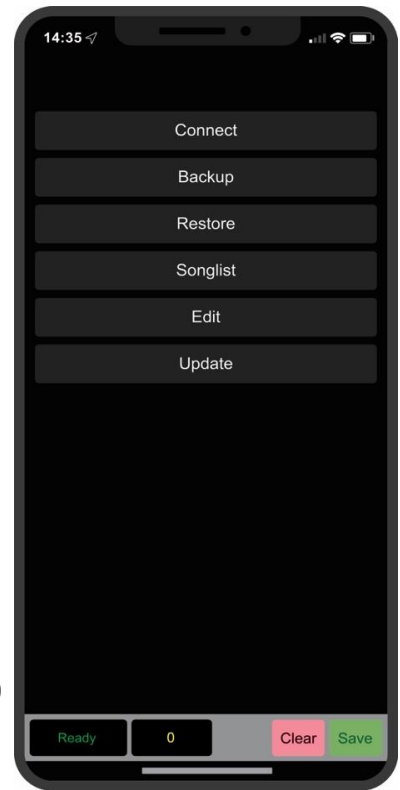 14:35
Connect
Backup
Restore
Songlist
Edit
Update
Ready 0 Clear Save